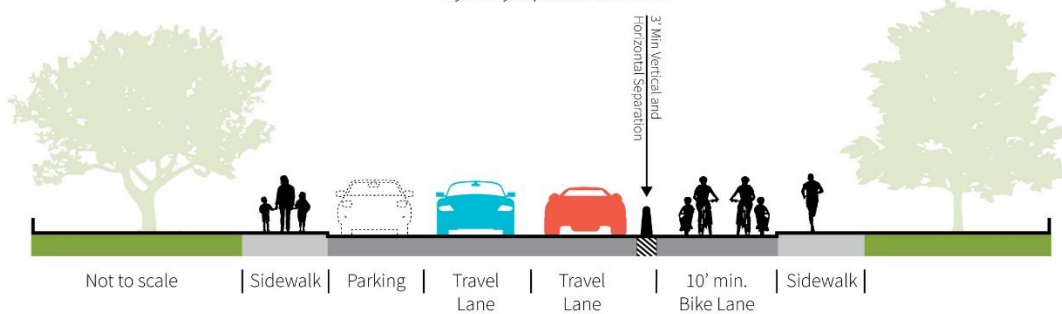 3' Min Vertical and
Horizontal Separation
Not to scale
Sidewalk
Parking
Travel
Lane
Travel
Lane
10' min.
Bike Lane
Sidewalk